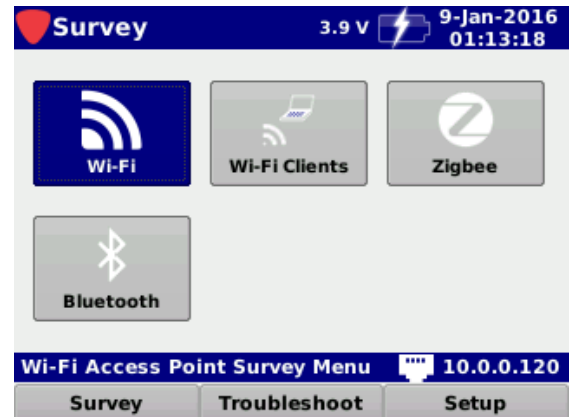 Survey
3.9 V
9-Jan-2016
01:13:18
Wi-Fi
Wi-Fi Clients
Zigbee
Bluetooth
Wi-Fi Access Point Survey Menu
10.0.0.120
Survey
Troubleshoot
Setup